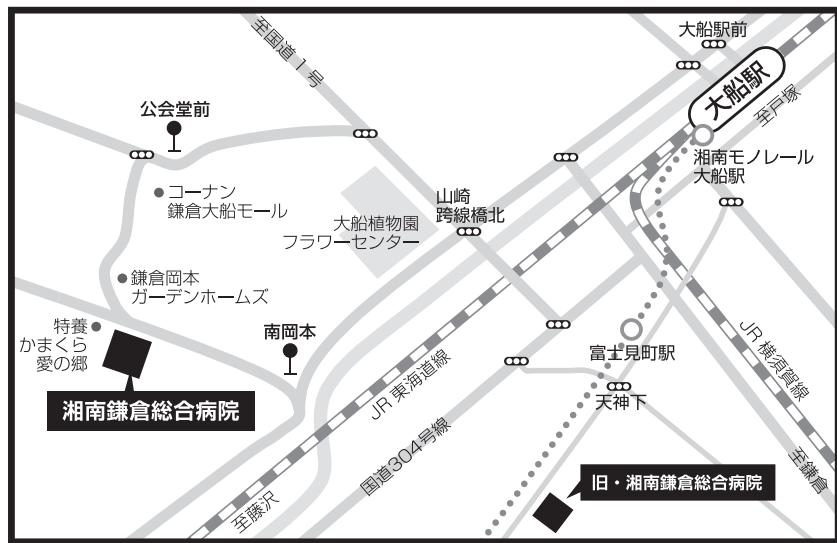 至国道1号
大船駅前
大船駅
至戸塚
公会堂前
湘南モノレール
大船駅
コーナン
鎌倉大船モール
山崎
跨線橋北
大船植物園
フラワーセンター
鎌倉岡本
ガーデンホームズ
特養
かまくら
愛の郷
南岡本
富士見町駅
JR 横須賀線
JR 東海道線
湘南鎌倉総合病院
天神下
国道304号線
至鎌倉
旧・湘南鎌倉総合病院
至藤沢